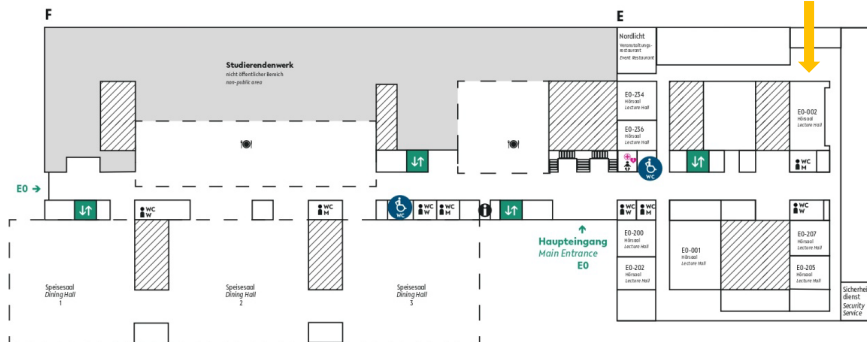 F
E
Studierendenwerk
nicht öffentlicher Bereich
non-public area
Nordlicht
Veranstaltungs-
restaurant
Event Restaurant
E0-234
Hörsaal
Lecture Hall
E0-236
Hörsaal
Lecture Hall
E0-002
Hörsaal
Lecture Hall
WC
WC
M
E0 →
WC
W
WC
M
WC
WC
W
WC
M
WC
W
WC
M
WC
W
Haupteingang
Main Entrance
E0
E0-200
Hörsaal
Lecture Hall
E0-202
Hörsaal
Lecture Hall
E0-001
Hörsaal
Lecture Hall
E0-207
Hörsaal
Lecture Hall
E0-205
Hörsaal
Lecture Hall
Speisesaal
Dining Hall
1
Speisesaal
Dining Hall
2
Speisesaal
Dining Hall
3
Sicherhei
dienst
Security
Service